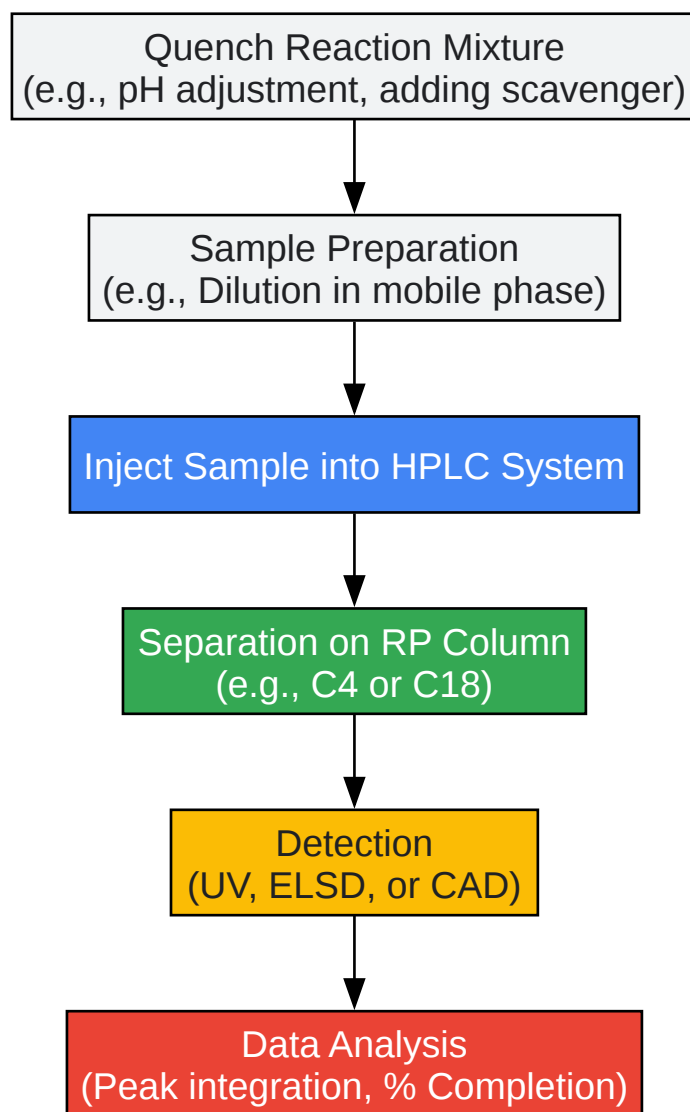 Quench Reaction Mixture
(e.g., pH adjustment, adding scavenger)
Sample Preparation
(e.g., Dilution in mobile phase)
Inject Sample into HPLC System
Separation on RP Column
(e.g., C4 or C18)
Detection
(UV, ELSD, or CAD)
Data Analysis
(Peak integration, % Completion)